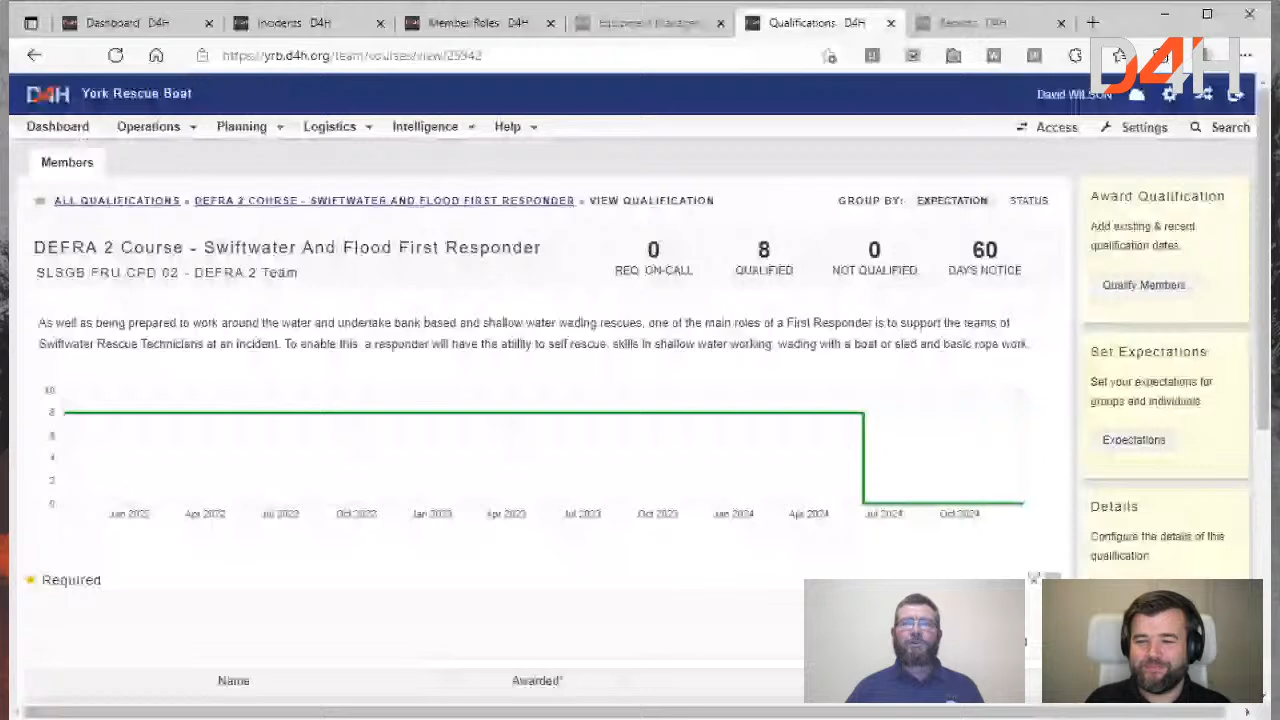 Dashboard D4H
Incidents D4H
Member Roles D4H
Qualifications D4H
https://yrb.d4h.org/team/courses/view/25942
D4H
D4H York Rescue Boat
David WILSON
Dashboard Operations Planning Logistics Intelligence Help
Access Settings Search
Members
ALL QUALIFICATIONS » DEFRA 2 COURSE - SWIFTWATER AND FLOOD FIRST RESPONDER » VIEW QUALIFICATION
GROUP BY: EXPECTATION STATUS
DEFRA 2 Course - Swiftwater And Flood First Responder
SLSGB FRU CPD 02 - DEFRA 2 Team
0 8 0 60
REQ. ON-CALL QUALIFIED NOT QUALIFIED DAYS NOTICE
As well as being prepared to work around the water and undertake bank based and shallow water wading rescues, one of the main roles of a First Responder is to support the teams of
Swiftwater Rescue Technicians at an incident. To enable this a responder will have the ability to self rescue, skills in shallow water working, wading with a boat or sled and basic rope work.
10
8
6
4
2
0
Jan 2022 Apr 2022 Jul 2022 Oct 2022 Jan 2023 Apr 2023 Jul 2023 Oct 2023 Jan 2024 Apr 2024 Jul 2024 Oct 2024
Required
Name Awarded*
Award Qualification
Add existing & recent
qualification dates.
Qualify Members
Set Expectations
Set your expectations for
groups and individuals
Expectations
Details
Configure the details of this
qualification